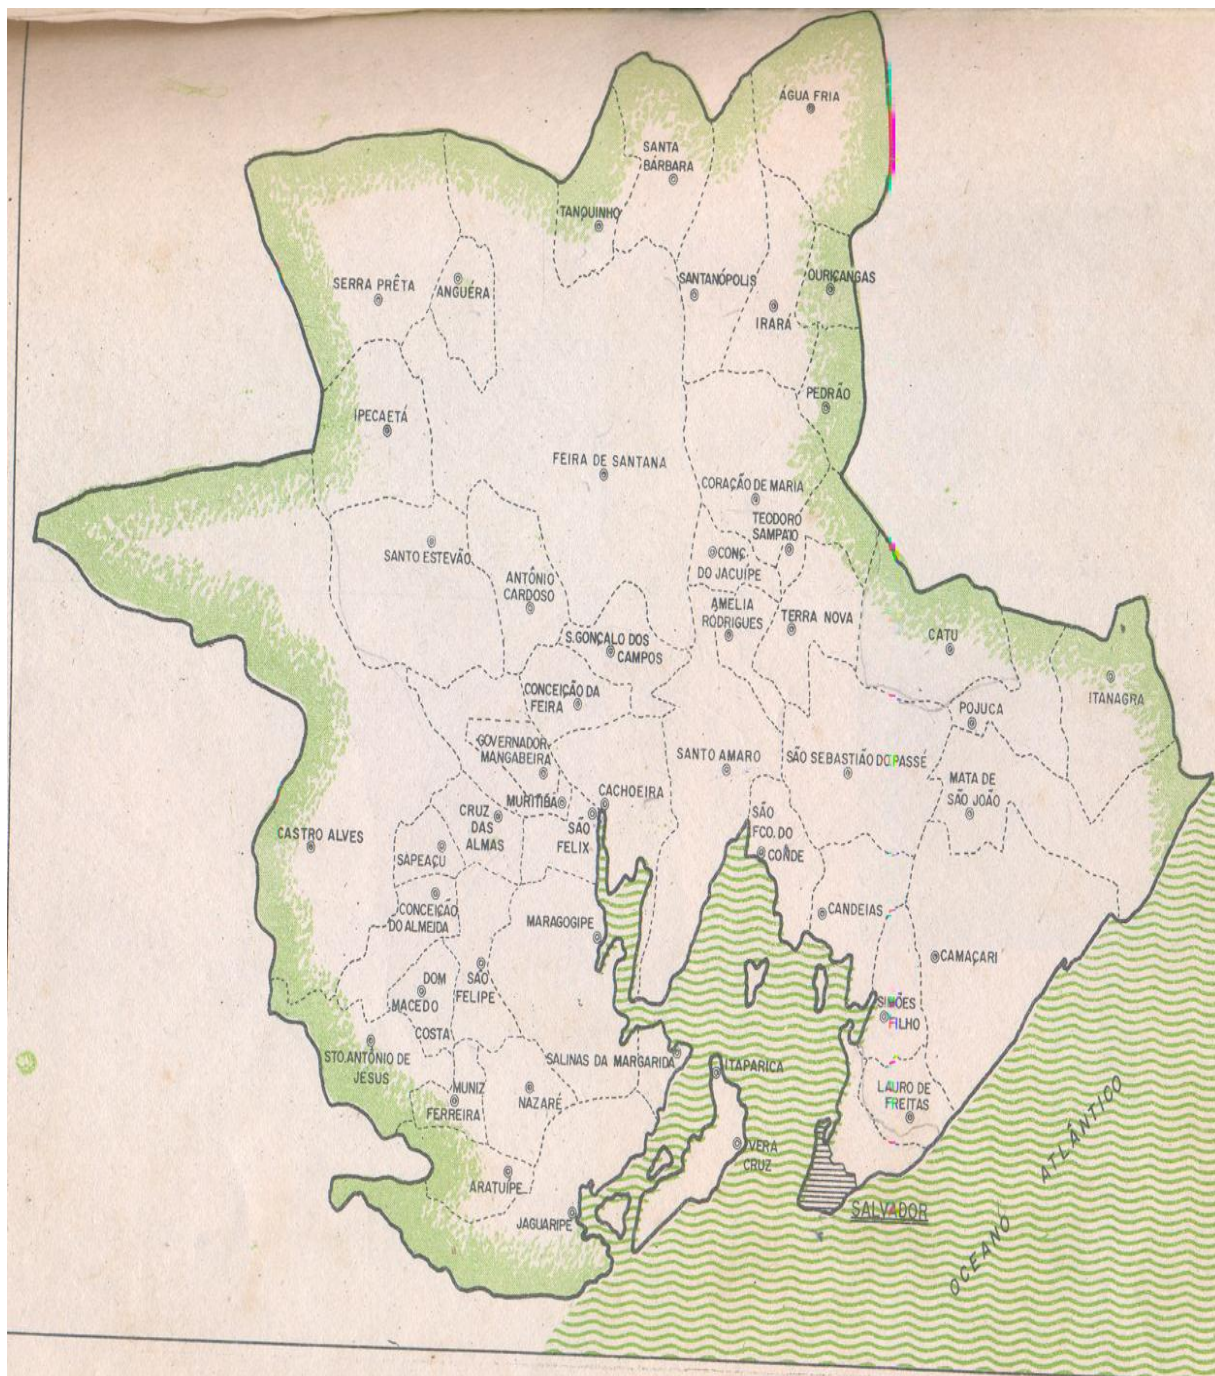 ÁGUA FRIA
SANTA
BÁRBARA
TANQUINHO
SERRA PRÊTA
ANGUÉRA
SANTANÓPOLIS
OURIÇANGAS
IRARÁ
IPECAETÁ
PEDRÃO
FEIRA DE SANTANA
CORAÇÃO DE MARIA
TEODORO
SAMPAIO
SANTO ESTEVÃO
CONÇ.
DO JACUÍPE
ANTÔNIO
CARDOSO
AMÉLIA
RODRIGUES
TERRA NOVA
CATU
S. GONÇALO DOS
CAMPOS
CONCEIÇÃO DA
FEIRA
ITANAGRA
POJUCA
GOVERNADOR
MANGABEIRA
SANTO AMARO
SÃO SEBASTIÃO DO PASSÉ
MATA DE
SÃO JOÃO
MURITIBA
CACHOEIRA
CRUZ
DAS
ALMAS
SÃO
FELIX
SÃO
FCO. DO
CONDE
CASTRO ALVES
SAPEAÇU
CONCEIÇÃO
DO ALMEIDA
MARAGOGIPE
CANDEIAS
CAMAÇARI
DOM
MACEDO
COSTA
SÃO
FELIPE
SIMÕES
FILHO
STO. ANTÔNIO DE
JESUS
SALINAS DA MARGARIDA
ITAPARICA
MUNIZ
FERREIRA
NAZARÉ
LAURO DE
FREITAS
VERA
CRUZ
ARATUÍPE
JAGUARIPE
SALVADOR
OCEANO ATLÂNTICO